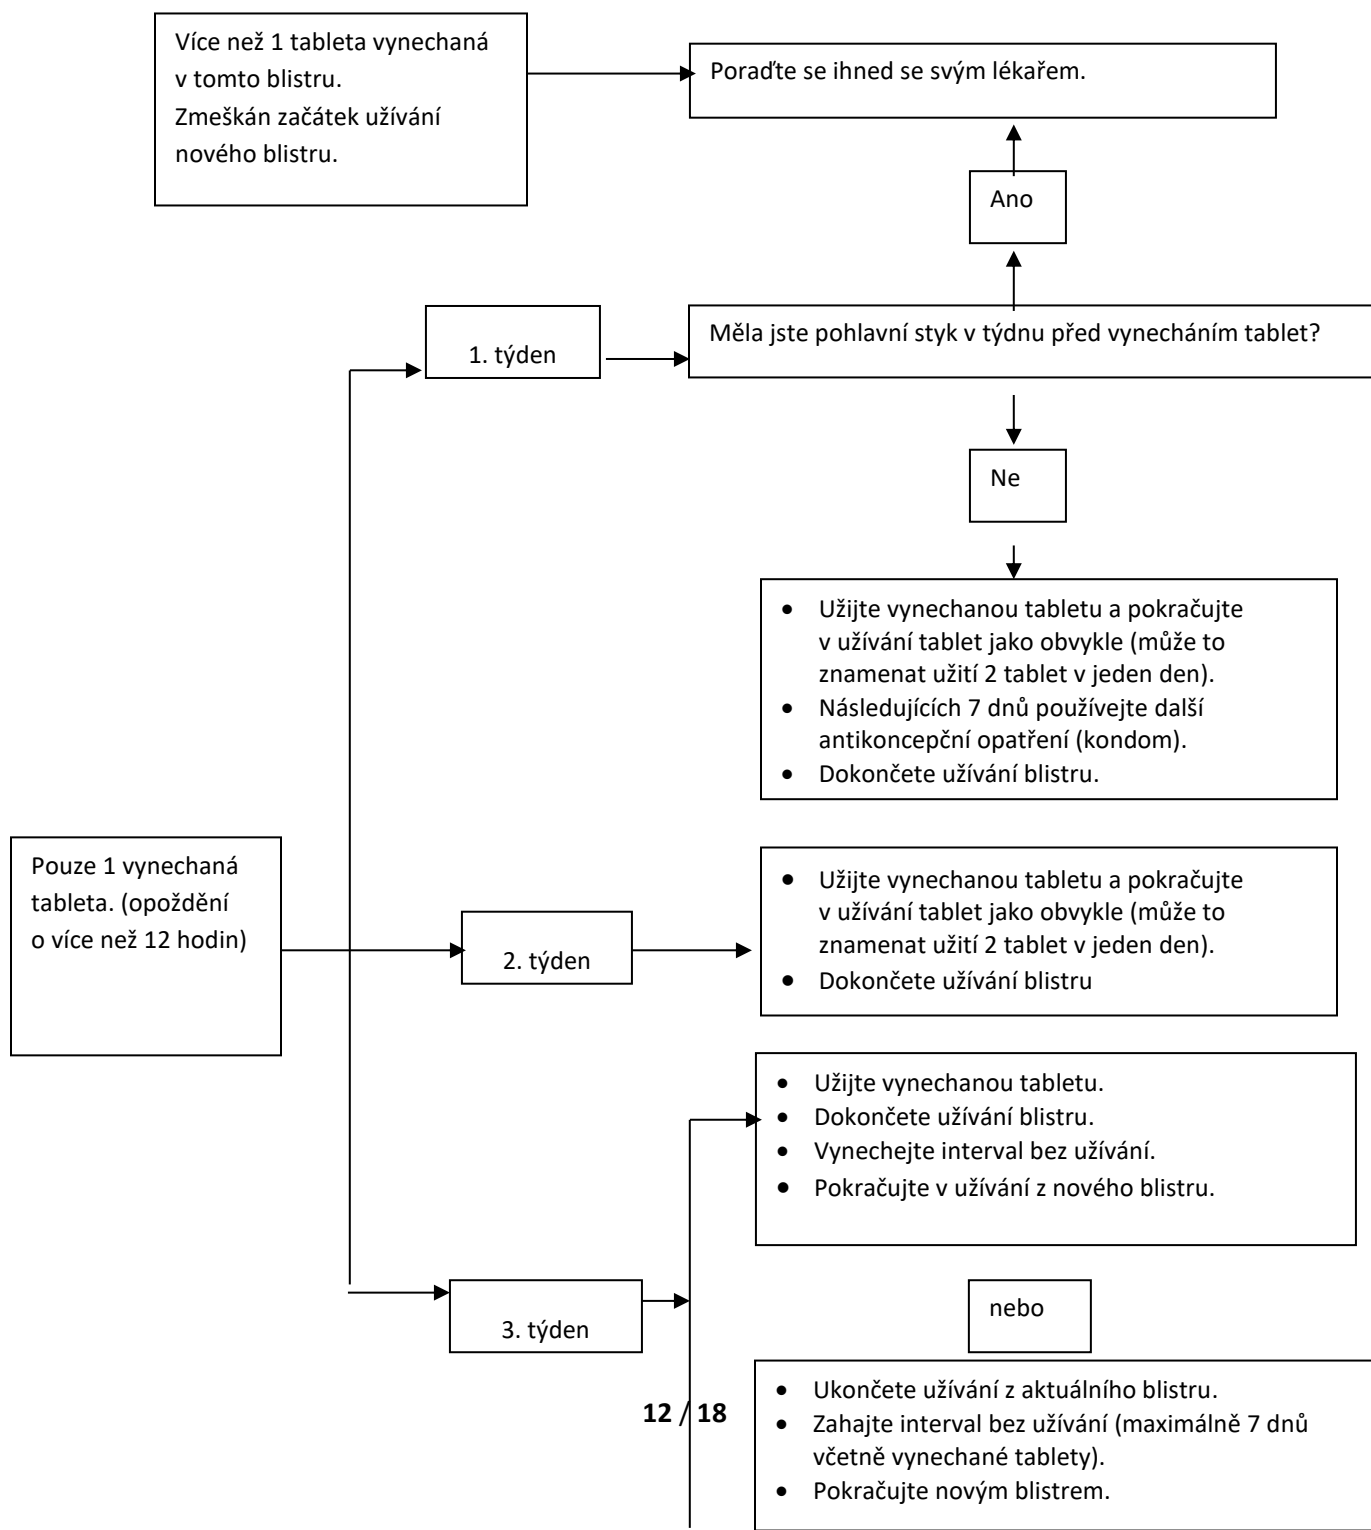 Více než 1 tableta vynechaná
v tomto blistru.
Zmeškán začátek užívání
nového blistru.
Poraďte se ihned se svým lékařem.
Ano
1. týden
Měla jste pohlavní styk v týdnu před vynecháním tablet?
Ne
• Užijte vynechanou tabletu a pokračujte
v užívání tablet jako obvykle (může to
znamenat užití 2 tablet v jeden den).
• Následujících 7 dnů používejte další
antikoncepční opatření (kondom).
• Dokončete užívání blistru.
Pouze 1 vynechaná
tableta. (opoždění
o více než 12 hodin)
2. týden
• Užijte vynechanou tabletu a pokračujte
v užívání tablet jako obvykle (může to
znamenat užití 2 tablet v jeden den).
• Dokončete užívání blistru
• Užijte vynechanou tabletu.
• Dokončete užívání blistru.
• Vynechejte interval bez užívání.
• Pokračujte v užívání z nového blistru.
3. týden
nebo
• Ukončete užívání z aktuálního blistru.
• Zahajte interval bez užívání (maximálně 7 dnů
včetně vynechané tablety).
• Pokračujte novým blistrem.
12 / 18